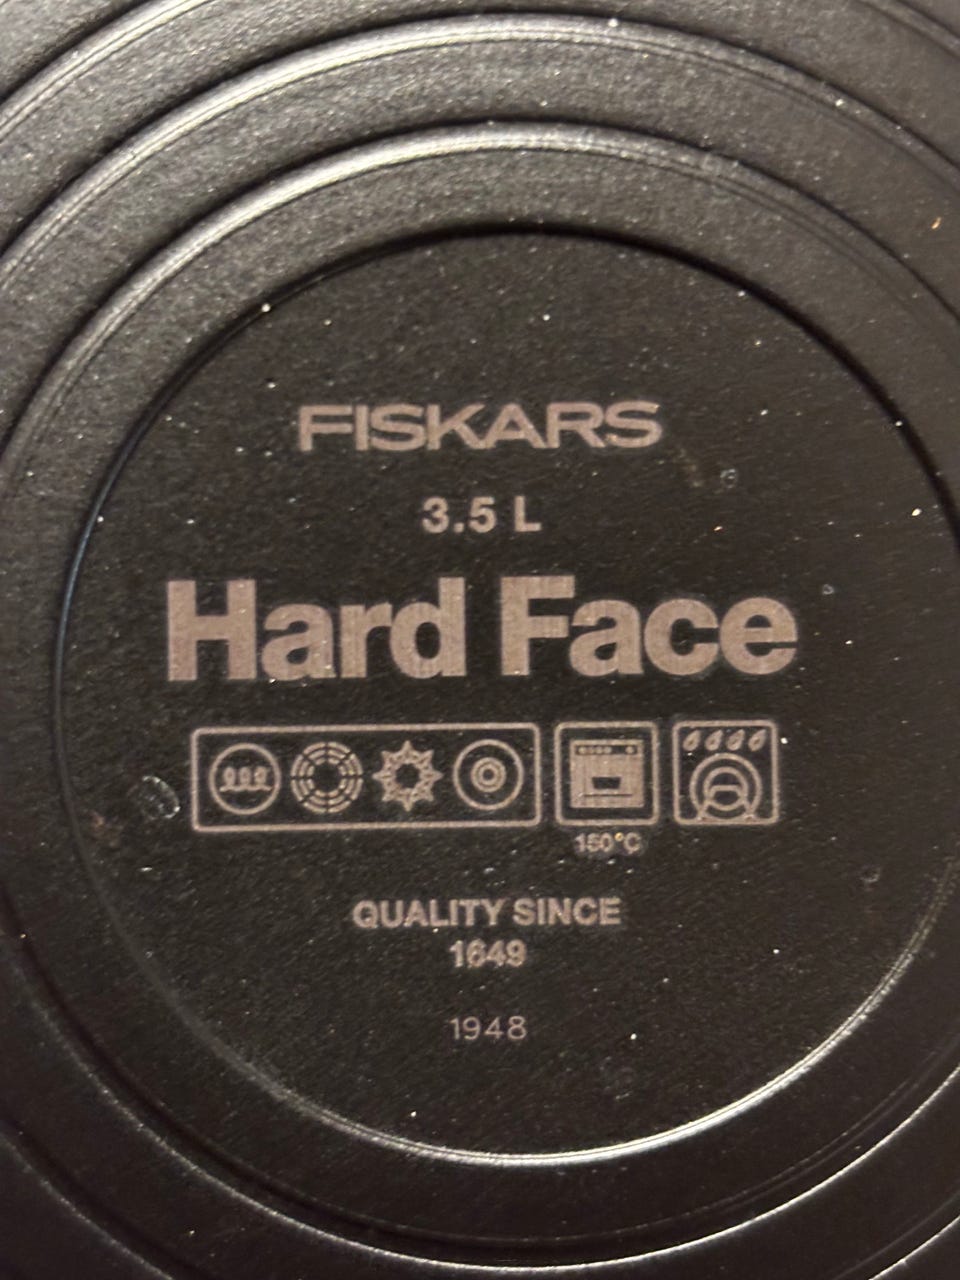 FISKARS
3.5 L
Hard Face
150°C
QUALITY SINCE
1649
1948